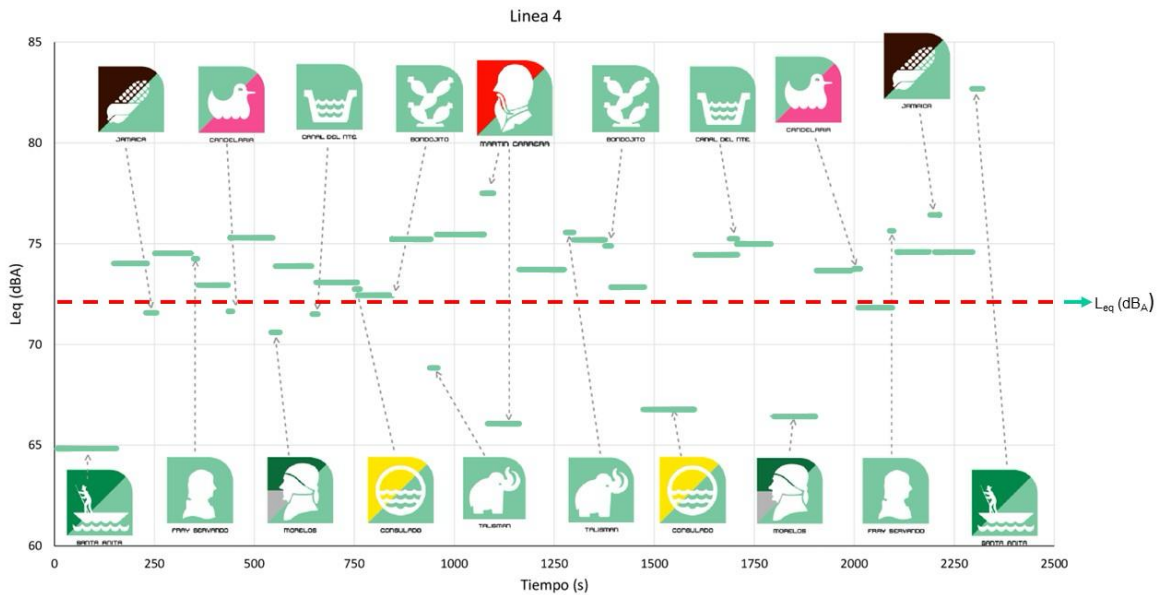 Linea 4
85
80
75
70
65
60
Leq (dBA)
JAMAICA
CANDELARIA
CANAL DEL NTE.
BONDOJITO
MARTIN CARRERA
BONDOJITO
CANAL DEL NTE.
CANDELARIA
JAMAICA
Leq (dBA)
SANTA ANITA
FRAY SERVANDO
MORELOS
CONSULADO
TALISMAN
TALISMAN
CONSULADO
MORELOS
FRAY SERVANDO
SANTA ANITA
0 250 500 750 1000 1250 1500 1750 2000 2250 2500
Tiempo (s)